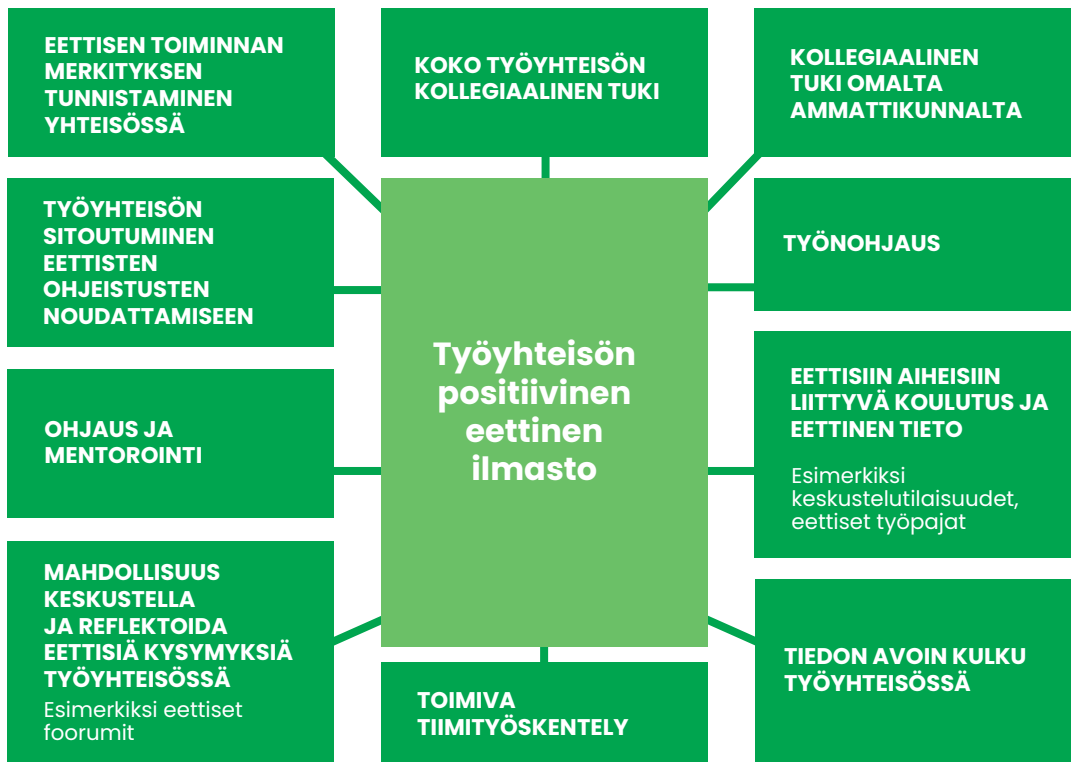 EETTISEN TOIMINNAN
MERKITYKSEN
TUNNISTAMINEN
YHTEISÖSSÄ
KOKO TYÖYHTEISÖN
KOLLEGIAALINEN TUKI
KOLLEGIAALINEN
TUKI OMALTA
AMMATTIKUNNALTA
TYÖYHTEISÖN
SITOUTUMINEN
EETTISTEN
OHJEISTUSTEN
NOUDATTAMISEEN
TYÖNOHJAUS
Työyhteisön
positiivinen
eettinen
ilmasto
OHJAUS JA
MENTOROINTI
EETTISIIN AIHEISIIN
LIITTYVÄ KOULUTUS JA
EETTINEN TIETO
Esimerkiksi
keskustelutilaisuudet,
eettiset työpajat
MAHDOLLISUUS
KESKUSTELLA
JA REFLEKTOIDA
EETTISIÄ KYSYMYKSIÄ
TYÖYHTEISÖSSÄ
Esimerkiksi eettiset
foorumit
TOIMIVA
TIIMITYÖSKENTELY
TIEDON AVOIN KULKU
TYÖYHTEISÖSSÄ